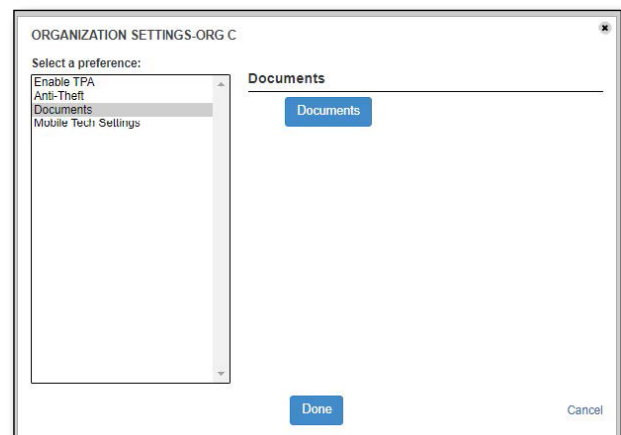 ORGANIZATION SETTINGS-ORG C
Select a preference:
Enable TPA
Anti-Theft
Documents
Mobile Tech Settings
Documents
Documents
Done
Cancel